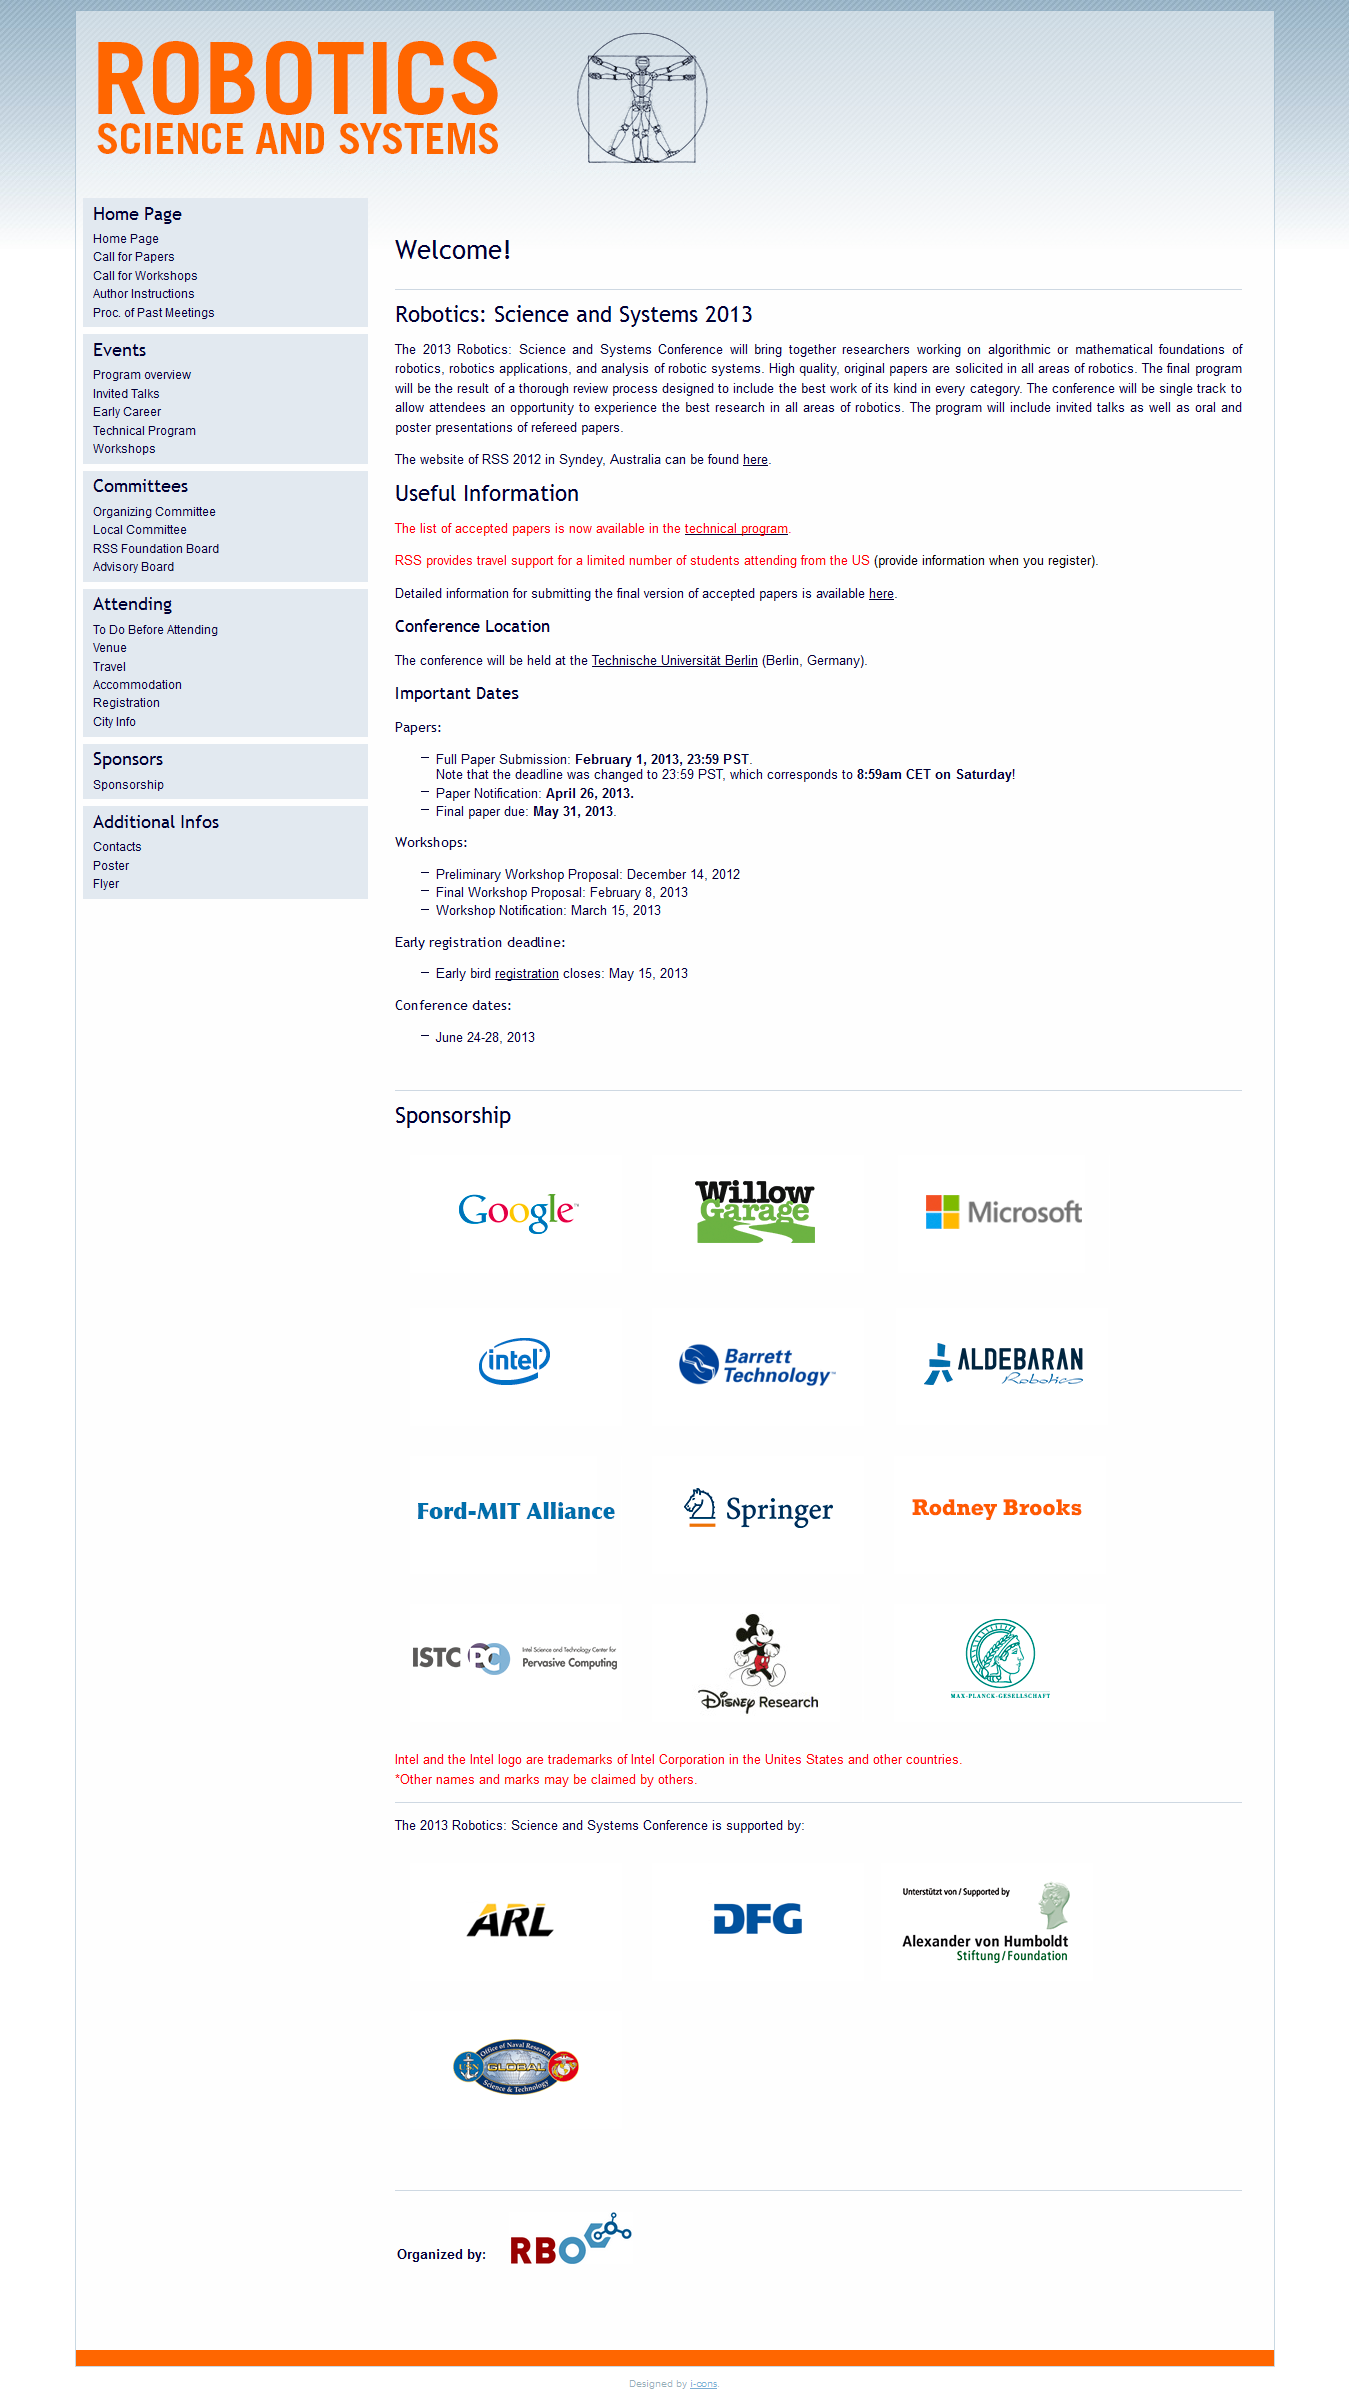 ROBOTICS
SCIENCE AND SYSTEMS
Home Page
Home Page
Call for Papers
Call for Workshops
Author Instructions
Proc. of Past Meetings
Events
Program overview
Invited Talks
Early Career
Technical Program
Workshops
Committees
Organizing Committee
Local Committee
RSS Foundation Board
Advisory Board
Attending
To Do Before Attending
Venue
Travel
Accommodation
Registration
City Info
Sponsors
Sponsorship
Additional Infos
Contacts
Poster
Flyer
Welcome!
Robotics: Science and Systems 2013
The 2013 Robotics: Science and Systems Conference will bring together researchers working on algorithmic or mathematical foundations of
robotics, robotics applications, and analysis of robotic systems. High quality, original papers are solicited in all areas of robotics. The final program
will be the result of a thorough review process designed to include the best work of its kind in every category. The conference will be single track to
allow attendees an opportunity to experience the best research in all areas of robotics. The program will include invited talks as well as oral and
poster presentations of refereed papers.
The website of RSS 2012 in Syndey, Australia can be found here.
Useful Information
The list of accepted papers is now available in the technical program.
RSS provides travel support for a limited number of students attending from the US (provide information when you register).
Detailed information for submitting the final version of accepted papers is available here.
Conference Location
The conference will be held at the Technische Universität Berlin (Berlin, Germany).
Important Dates
Papers:
– Full Paper Submission: February 1, 2013, 23:59 PST.
Note that the deadline was changed to 23:59 PST, which corresponds to 8:59am CET on Saturday!
– Paper Notification: April 26, 2013.
– Final paper due: May 31, 2013.
Workshops:
– Preliminary Workshop Proposal: December 14, 2012
– Final Workshop Proposal: February 8, 2013
– Workshop Notification: March 15, 2013
Early registration deadline:
– Early bird registration closes: May 15, 2013
Conference dates:
– June 24-28, 2013
Sponsorship
Google™
Willow
Garage
Microsoft
intel
Barrett
Technology™
ALDEBARAN
Robotics
Ford-MIT Alliance
Springer
Rodney Brooks
ISTC PC Intel Science and Technology Center for
Pervasive Computing
Disney Research
MAX-PLANCK-GESELLSCHAFT
Intel and the Intel logo are trademarks of Intel Corporation in the Unites States and other countries.
*Other names and marks may be claimed by others.
The 2013 Robotics: Science and Systems Conference is supported by:
ARL
DFG
Unterstützt von / Supported by
Alexander von Humboldt
Stiftung/Foundation
Office of Naval Research
GLOBAL
Science & Technology
Organized by:
RBO
Designed by i-cons